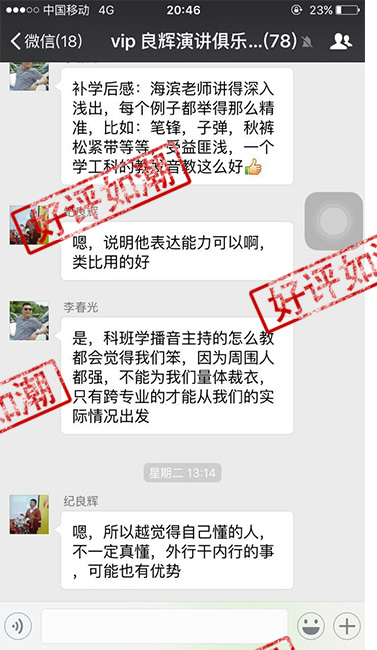 中国移动 4G 20:46 23%
微信(18) vip 良辉演讲俱乐...(78)
补学后感：海滨老师讲得深入
浅出，每个例子都举得那么精
准，比如：笔锋，子弹，秋裤
松紧带等等，受益匪浅，一个
学工科的教发音教这么好👍
好评如潮
纪良辉
嗯，说明他表达能力可以啊，
类比用的好
好评如潮
李春光
是，科班学播音主持的怎么教
都会觉得我们笨，因为周围人
都强，不能为我们量体裁衣，
只有跨专业的才能从我们的实
际情况出发
如潮
星期二 13:14
纪良辉
嗯，所以越觉得自己懂的人，
不一定真懂，外行干内行的事
，可能也有优势